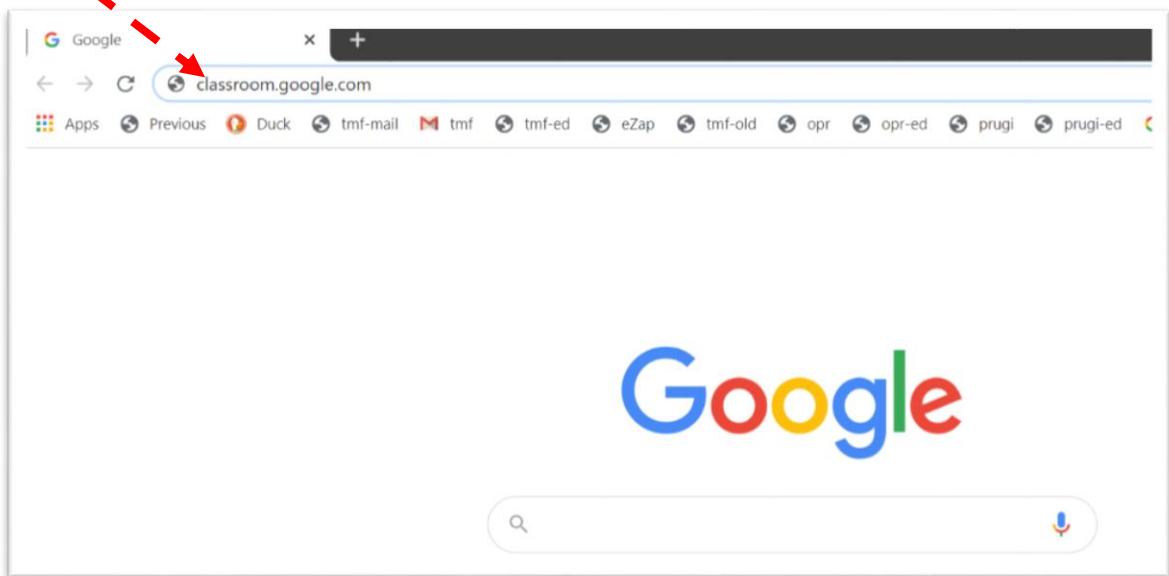 Google
classroom.google.com
Apps Previous Duck tmf-mail tmf tmf-ed eZap tmf-old opr opr-ed prugi prugi-ed
Google